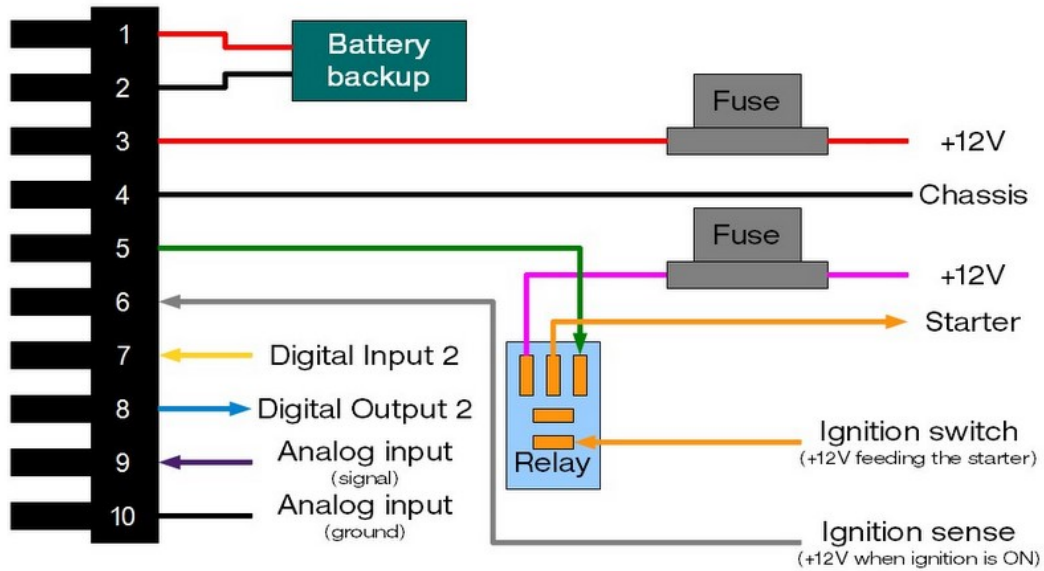 1
2
3
4
5
6
7
8
9
10
Battery
backup
Fuse
+12V
Chassis
Fuse
+12V
Starter
Digital Input 2
Digital Output 2
Analog input
(signal)
Analog input
(ground)
Relay
Ignition switch
(+12V feeding the starter)
Ignition sense
(+12V when ignition is ON)